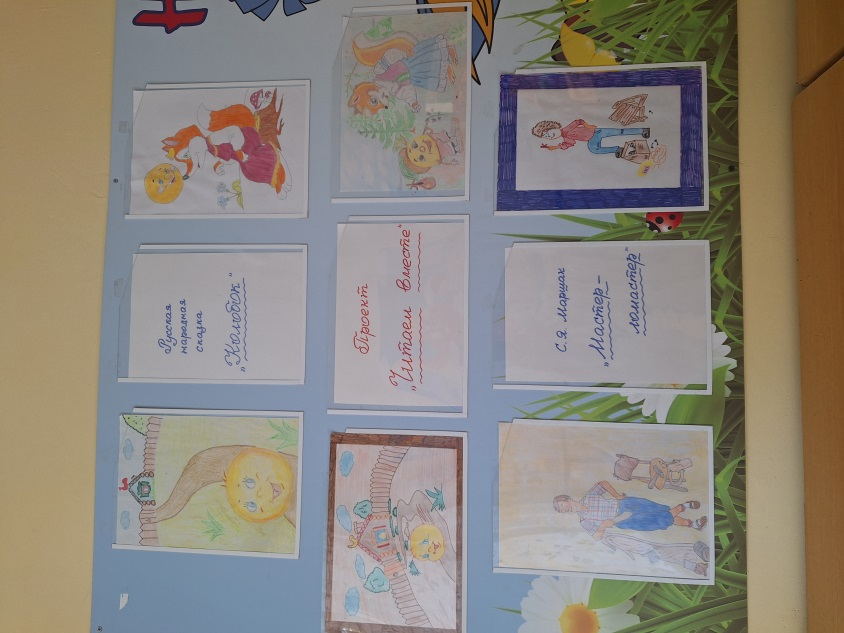 Русская
народная
сказка
„Колобок"
Проект
„Читаем вместе"
С.Я Маршак
„Мастер-
ломастер"